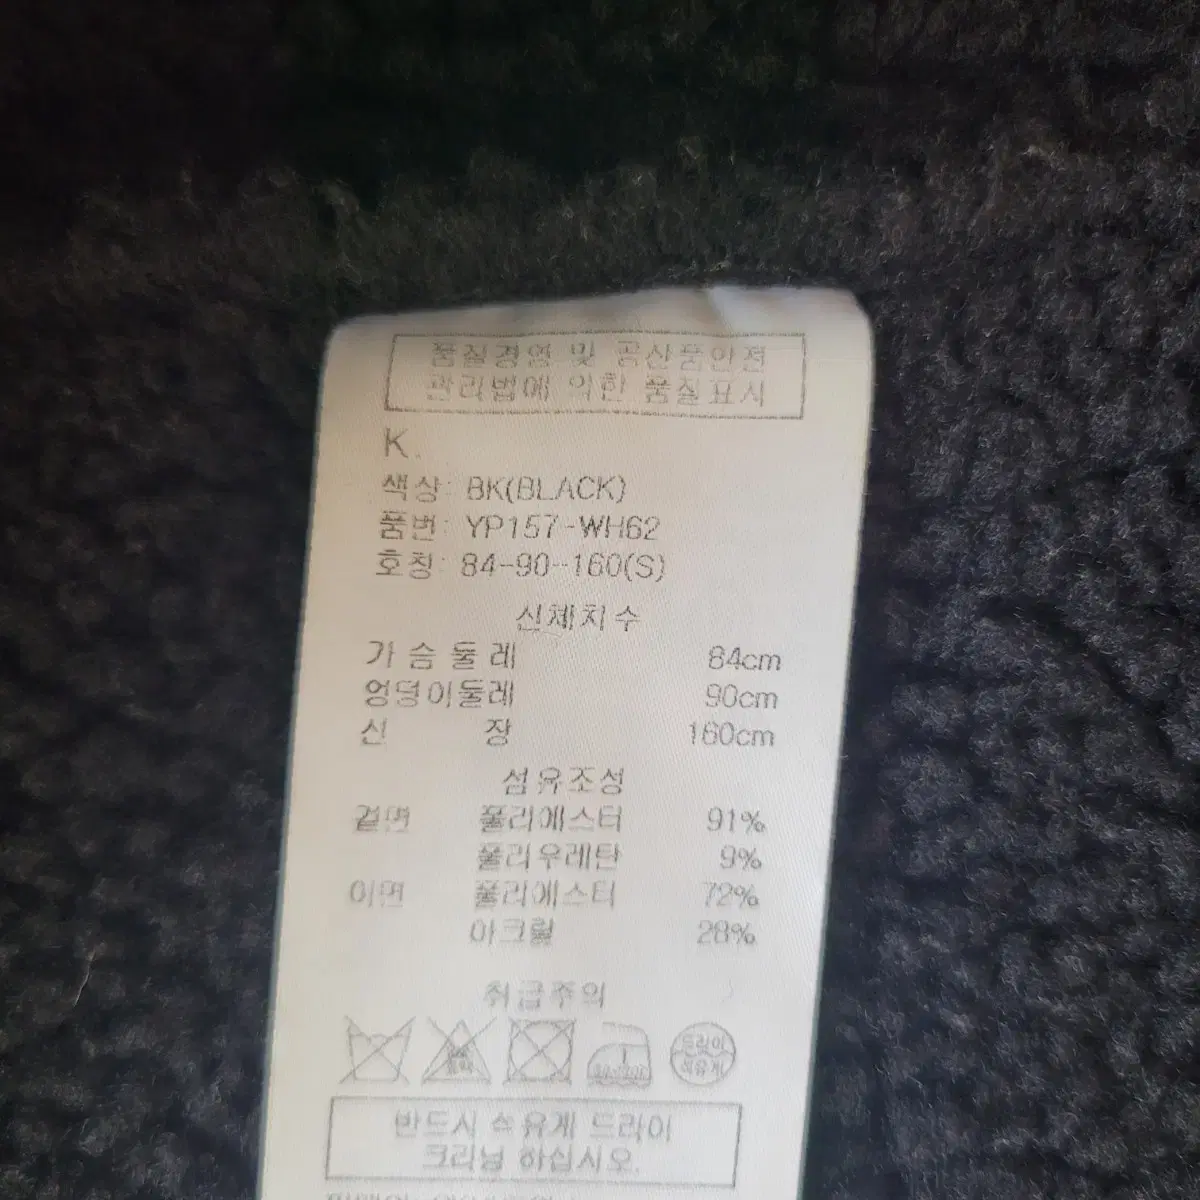 품질경영 및 공산품안전
관리법에 의한 품질표시
K.
색상: BK(BLACK)
품번: YP157-WH62
호칭: 84-90-160(S)
신체치수
가슴둘레 84cm
엉덩이둘레 90cm
신 장 160cm
섬유조성
겉면 폴리에스터 91%
폴리우레탄 9%
이면 폴리에스터 72%
아크릴 28%
취급주의
드라이
석유계
반드시 석유계 드라이
크리닝 하십시오.